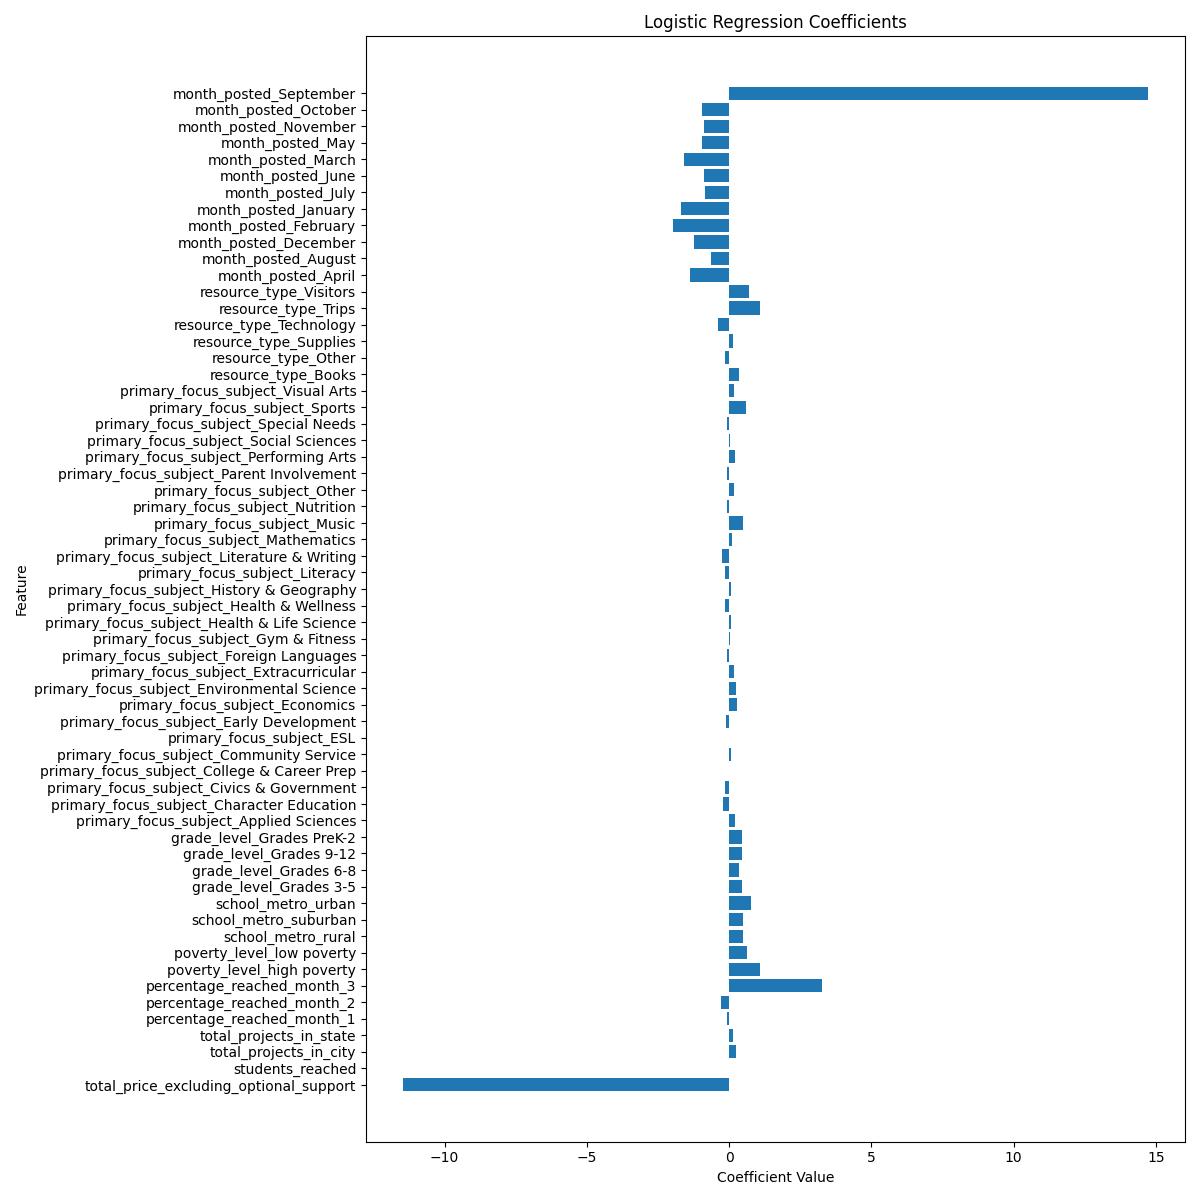 Logistic Regression Coefficients
month_posted_September
month_posted_October
month_posted_November
month_posted_May
month_posted_March
month_posted_June
month_posted_July
month_posted_January
month_posted_February
month_posted_December
month_posted_August
month_posted_April
resource_type_Visitors
resource_type_Trips
resource_type_Technology
resource_type_Supplies
resource_type_Other
resource_type_Books
primary_focus_subject_Visual Arts
primary_focus_subject_Sports
primary_focus_subject_Special Needs
primary_focus_subject_Social Sciences
primary_focus_subject_Performing Arts
primary_focus_subject_Parent Involvement
primary_focus_subject_Other
primary_focus_subject_Nutrition
primary_focus_subject_Music
primary_focus_subject_Mathematics
primary_focus_subject_Literature & Writing
primary_focus_subject_Literacy
primary_focus_subject_History & Geography
primary_focus_subject_Health & Wellness
primary_focus_subject_Health & Life Science
primary_focus_subject_Gym & Fitness
primary_focus_subject_Foreign Languages
primary_focus_subject_Extracurricular
primary_focus_subject_Environmental Science
primary_focus_subject_Economics
primary_focus_subject_Early Development
primary_focus_subject_ESL
primary_focus_subject_Community Service
primary_focus_subject_College & Career Prep
primary_focus_subject_Civics & Government
primary_focus_subject_Character Education
primary_focus_subject_Applied Sciences
grade_level_Grades PreK-2
grade_level_Grades 9-12
grade_level_Grades 6-8
grade_level_Grades 3-5
school_metro_urban
school_metro_suburban
school_metro_rural
poverty_level_low poverty
poverty_level_high poverty
percentage_reached_month_3
percentage_reached_month_2
percentage_reached_month_1
total_projects_in_state
total_projects_in_city
students_reached
total_price_excluding_optional_support
Feature
−10 −5 0 5 10 15
Coefficient Value